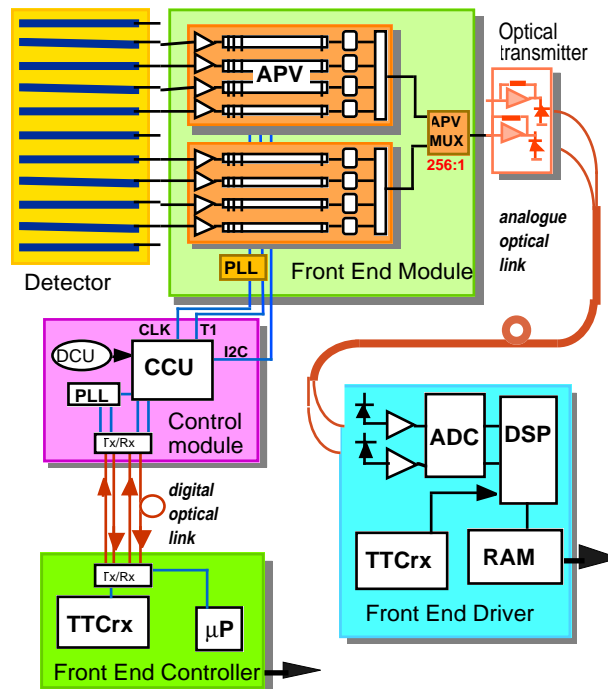 Optical
transmitter
APV
APV
MUX
256:1
analogue
optical
link
Detector
PLL
Front End Module
CLK
T1
I2C
DCU
CCU
PLL
Control
module
Tx/Rx
digital
optical
link
Tx/Rx
TTCrx
µP
Front End Controller
ADC
DSP
TTCrx
RAM
Front End Driver